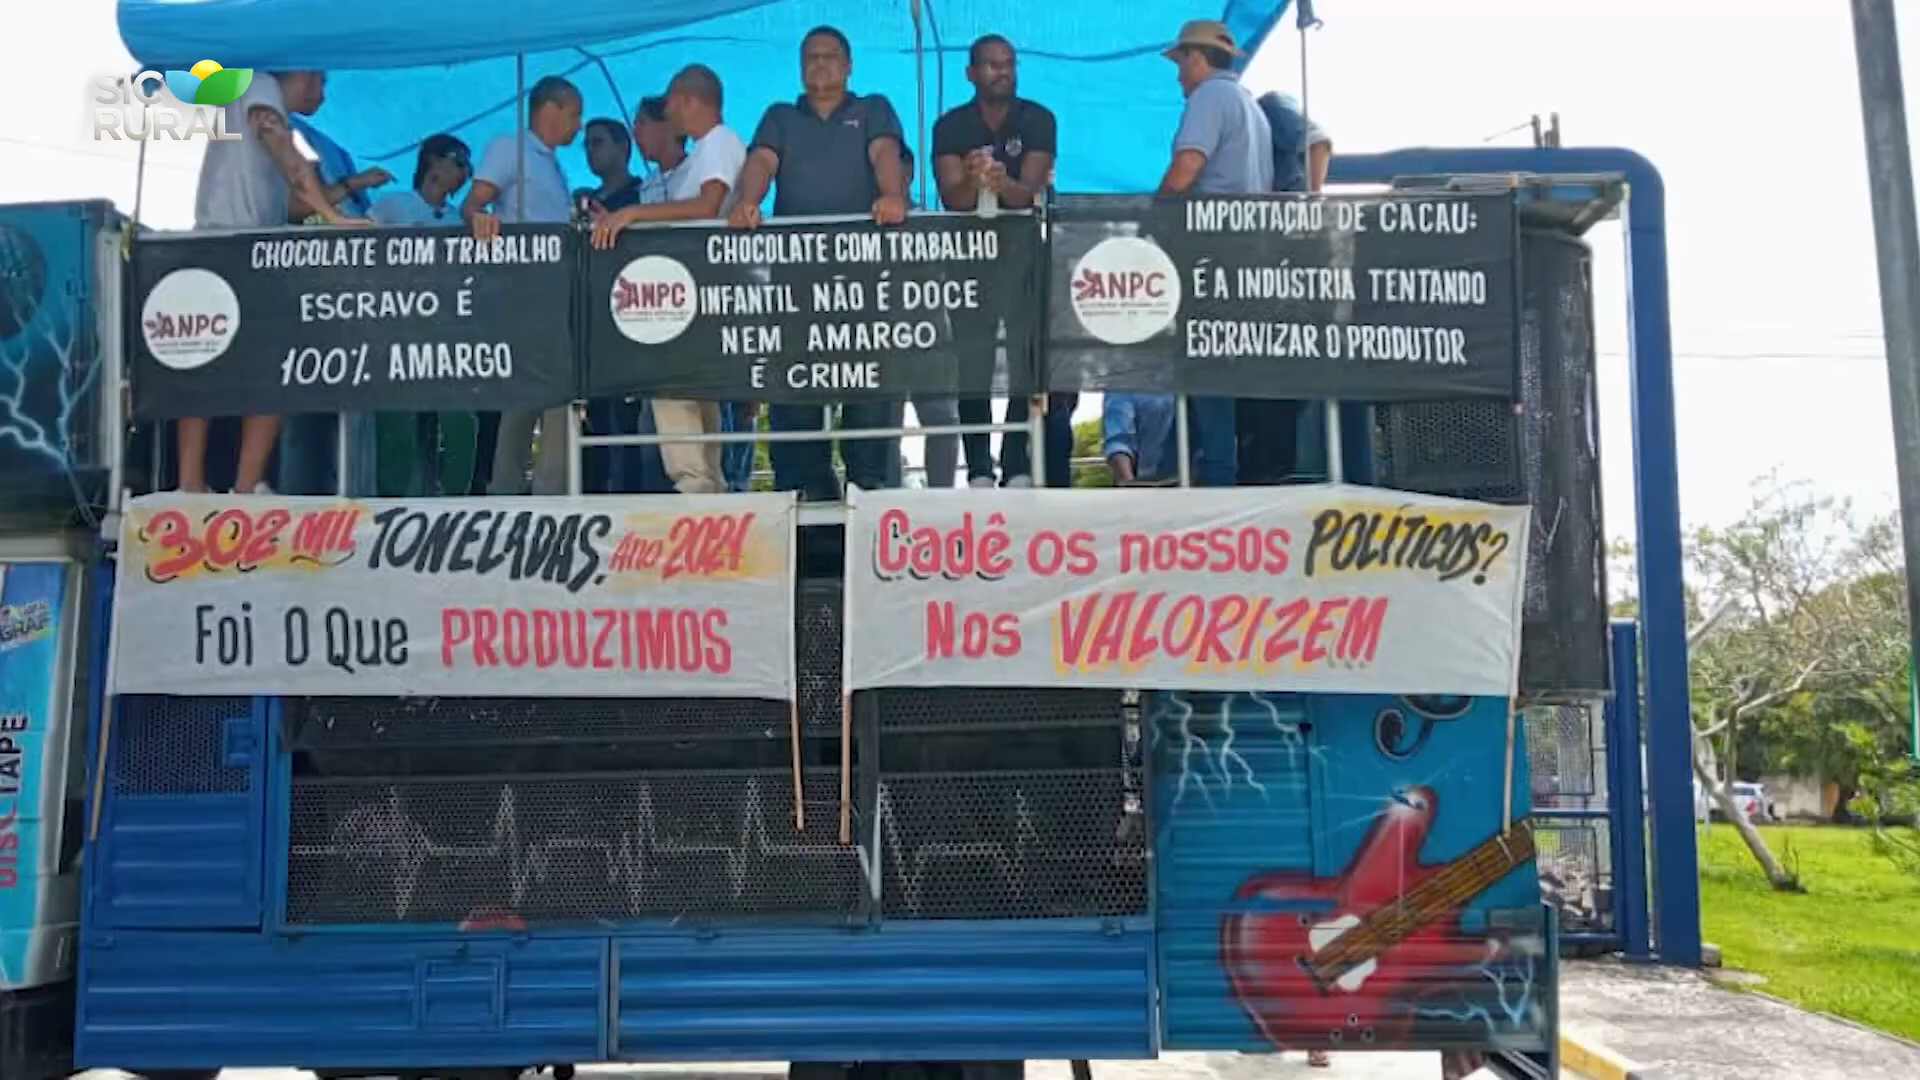 SIC
RURAL
CHOCOLATE COM TRABALHO
ESCRAVO É
100% AMARGO
ANPC
CHOCOLATE COM TRABALHO
INFANTIL NÃO É DOCE
NEM AMARGO
É CRIME
ANPC
IMPORTAÇÃO DE CACAU:
É A INDÚSTRIA TENTANDO
ESCRAVIZAR O PRODUTOR
ANPC
302 MIL TONELADAS, Ano 2021
Foi O Que PRODUZIMOS
Cadê os nossos POLÍTICOS?
Nos VALORIZEM...